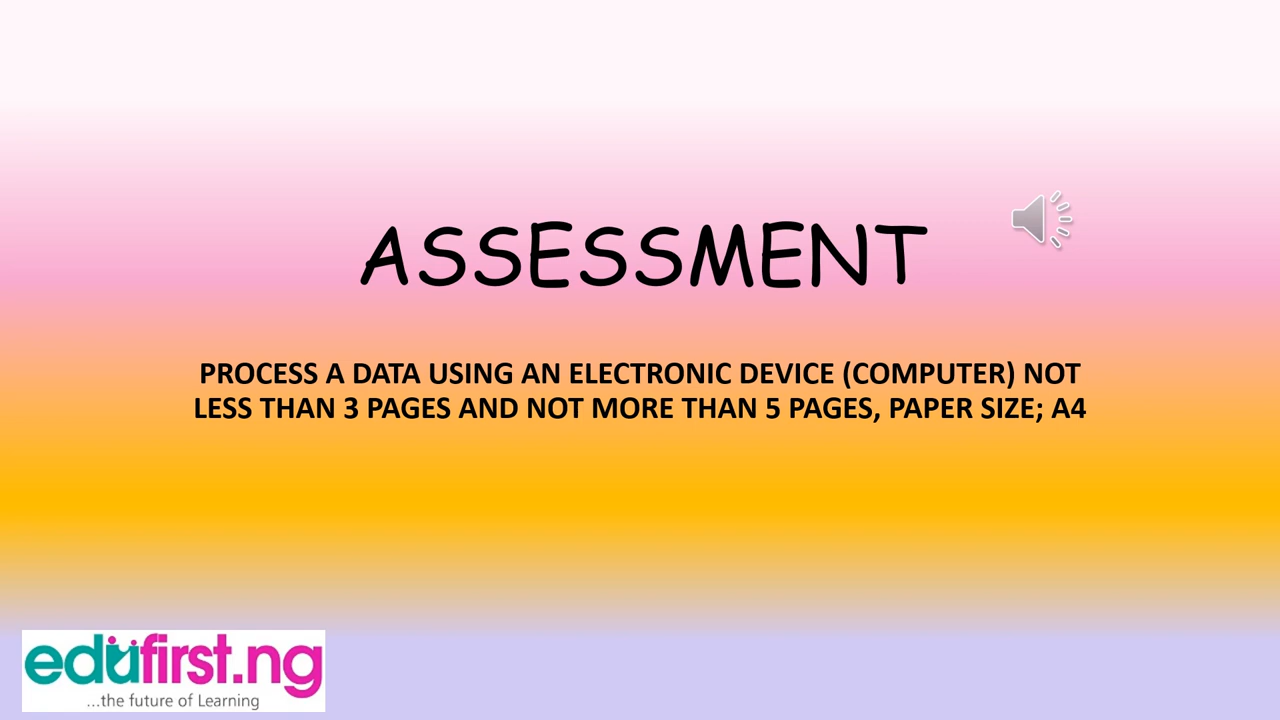 ASSESSMENT
PROCESS A DATA USING AN ELECTRONIC DEVICE (COMPUTER) NOT
LESS THAN 3 PAGES AND NOT MORE THAN 5 PAGES, PAPER SIZE; A4
edufirst.ng
...the future of Learning